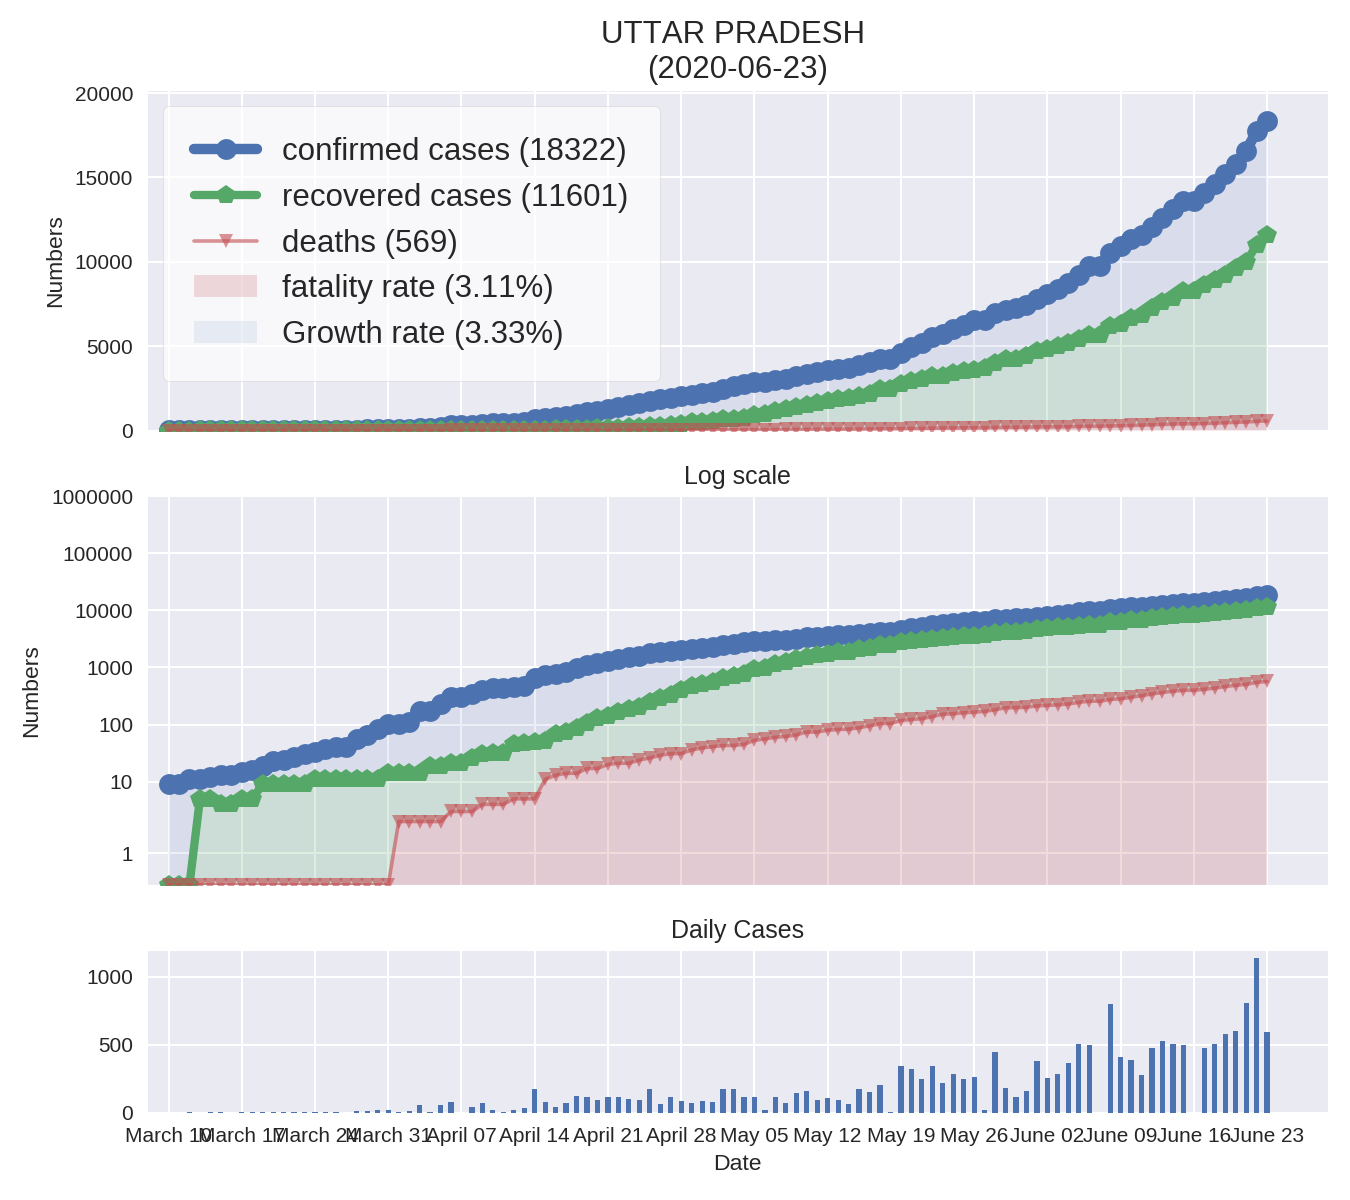 UTTAR PRADESH
(2020-06-23)
20000
15000
10000
5000
0
Numbers
confirmed cases (18322)
recovered cases (11601)
deaths (569)
fatality rate (3.11%)
Growth rate (3.33%)
Log scale
1000000
100000
10000
1000
100
10
1
Numbers
Daily Cases
1000
500
0
March 10 March 17 March 24 March 31 April 07 April 14 April 21 April 28 May 05 May 12 May 19 May 26 June 02 June 09 June 16 June 23
Date